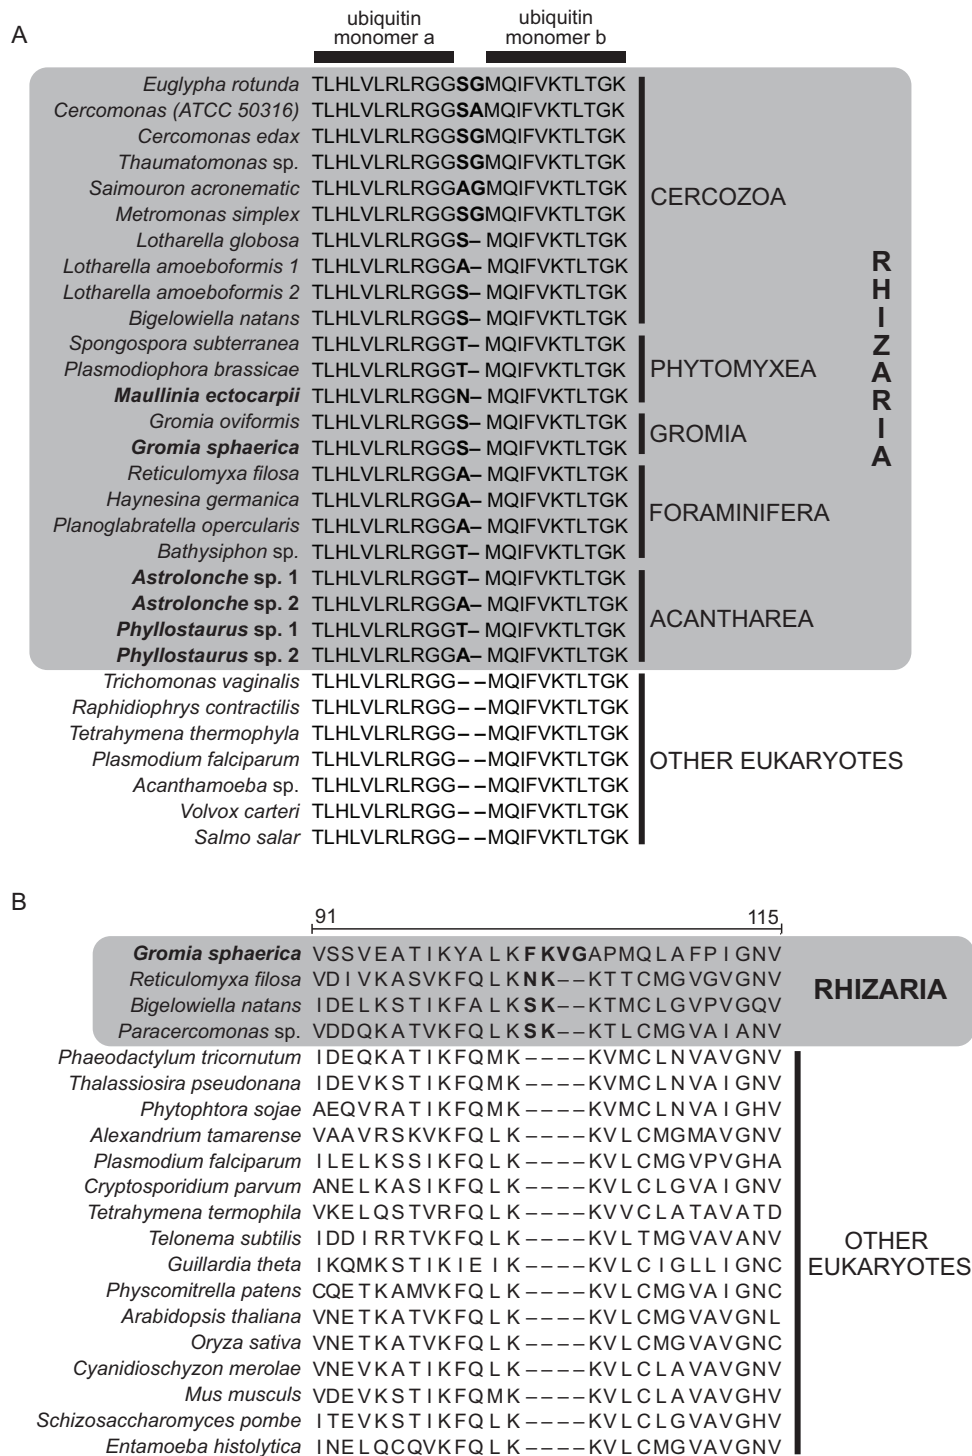 A
ubiquitin monomer a
ubiquitin monomer b
Euglypha rotunda TLHLVLRLRGGSGMQIFVKTLTGK
Cercomonas (ATCC 50316) TLHLVLRLRGGSAMQIFVKTLTGK
Cercomonas edax TLHLVLRLRGGSGMQIFVKTLTGK
Thaumatomonas sp. TLHLVLRLRGGSGMQIFVKTLTGK
Saimouron acronematic TLHLVLRLRGGAGMQIFVKTLTGK
Metromonas simplex TLHLVLRLRGGSGMQIFVKTLTGK
Lotharella globosa TLHLVLRLRGGS–MQIFVKTLTGK
Lotharella amoeboformis 1 TLHLVLRLRGGA–MQIFVKTLTGK
Lotharella amoeboformis 2 TLHLVLRLRGGS–MQIFVKTLTGK
Bigelowiella natans TLHLVLRLRGGS–MQIFVKTLTGK
CERCOZOA
Spongospora subterranea TLHLVLRLRGGT–MQIFVKTLTGK
Plasmodiophora brassicae TLHLVLRLRGGT–MQIFVKTLTGK
Maullinia ectocarpii TLHLVLRLRGGN–MQIFVKTLTGK
PHYTOMYXEA
Gromia oviformis TLHLVLRLRGGS–MQIFVKTLTGK
Gromia sphaerica TLHLVLRLRGGS–MQIFVKTLTGK
GROMIA
Reticulomyxa filosa TLHLVLRLRGGA–MQIFVKTLTGK
Haynesina germanica TLHLVLRLRGGA–MQIFVKTLTGK
Planoglabratella opercularis TLHLVLRLRGGA–MQIFVKTLTGK
Bathysiphon sp. TLHLVLRLRGGT–MQIFVKTLTGK
FORAMINIFERA
Astrolonche sp. 1 TLHLVLRLRGGT–MQIFVKTLTGK
Astrolonche sp. 2 TLHLVLRLRGGA–MQIFVKTLTGK
Phyllostaurus sp. 1 TLHLVLRLRGGT–MQIFVKTLTGK
Phyllostaurus sp. 2 TLHLVLRLRGGA–MQIFVKTLTGK
ACANTHAREA
RHIZARIA
Trichomonas vaginalis TLHLVLRLRGG––MQIFVKTLTGK
Raphidiophrys contractilis TLHLVLRLRGG––MQIFVKTLTGK
Tetrahymena thermophyla TLHLVLRLRGG––MQIFVKTLTGK
Plasmodium falciparum TLHLVLRLRGG––MQIFVKTLTGK
Acanthamoeba sp. TLHLVLRLRGG––MQIFVKTLTGK
Volvox carteri TLHLVLRLRGG––MQIFVKTLTGK
Salmo salar TLHLVLRLRGG––MQIFVKTLTGK
OTHER EUKARYOTES
B
91 115
Gromia sphaerica VSSVEATIKYALKFKVGAPMQLAFPIGNV
Reticulomyxa filosa VDIVKASVKFQLKNK––KTTCMGVGVGNV
Bigelowiella natans IDELKSTIKFALKSK––KTMCLGVPVGQV
Paracercomonas sp. VDDQKATVKFQLKSK––KTLCMGVAIANV
RHIZARIA
Phaeodactylum tricornutum IDEQKATIKFQMK––––KVMCLNVAVGNV
Thalassiosira pseudonana IDEVKSTIKFQMK––––KVMCLNVAIGNV
Phytophtora sojae AEQVRATIKFQMK––––KVMCLNVAIGHV
Alexandrium tamarense VAAVRSKVKFQLK––––KVLCMGMAVGNV
Plasmodium falciparum ILELKSSIKFQLK––––KVLCMGVPVGHA
Cryptosporidium parvum ANELKASIKFQLK––––KVLCLGVAIGNV
Tetrahymena termophila VKELQSTVRFQLK––––KVVCLATAVATD
Telonema subtilis IDDIRRTVKFQLK––––KVLTMGVAVANV
Guillardia theta IKQMKSTIKIEIK––––KVLCIGLLIGNC
Physcomitrella patens CQETKAMVKFQLK––––KVLCMGVAIGNC
Arabidopsis thaliana VNETKATVKFQLK––––KVLCMGVAVGNL
Oryza sativa VNETKATVKFQLK––––KVLCMGVAVGNC
Cyanidioschyzon merolae VNEVKATIKFQLK––––KVLCLAVAVGNV
Mus musculs VDEVKSTIKFQMK––––KVLCLAVAVGHV
Schizosaccharomyces pombe ITEVKSTIKFQLK––––KVLCLGVAVGHV
Entamoeba histolytica INELQCQVKFQLK––––KVLCMGVAVGNV
OTHER
EUKARYOTES